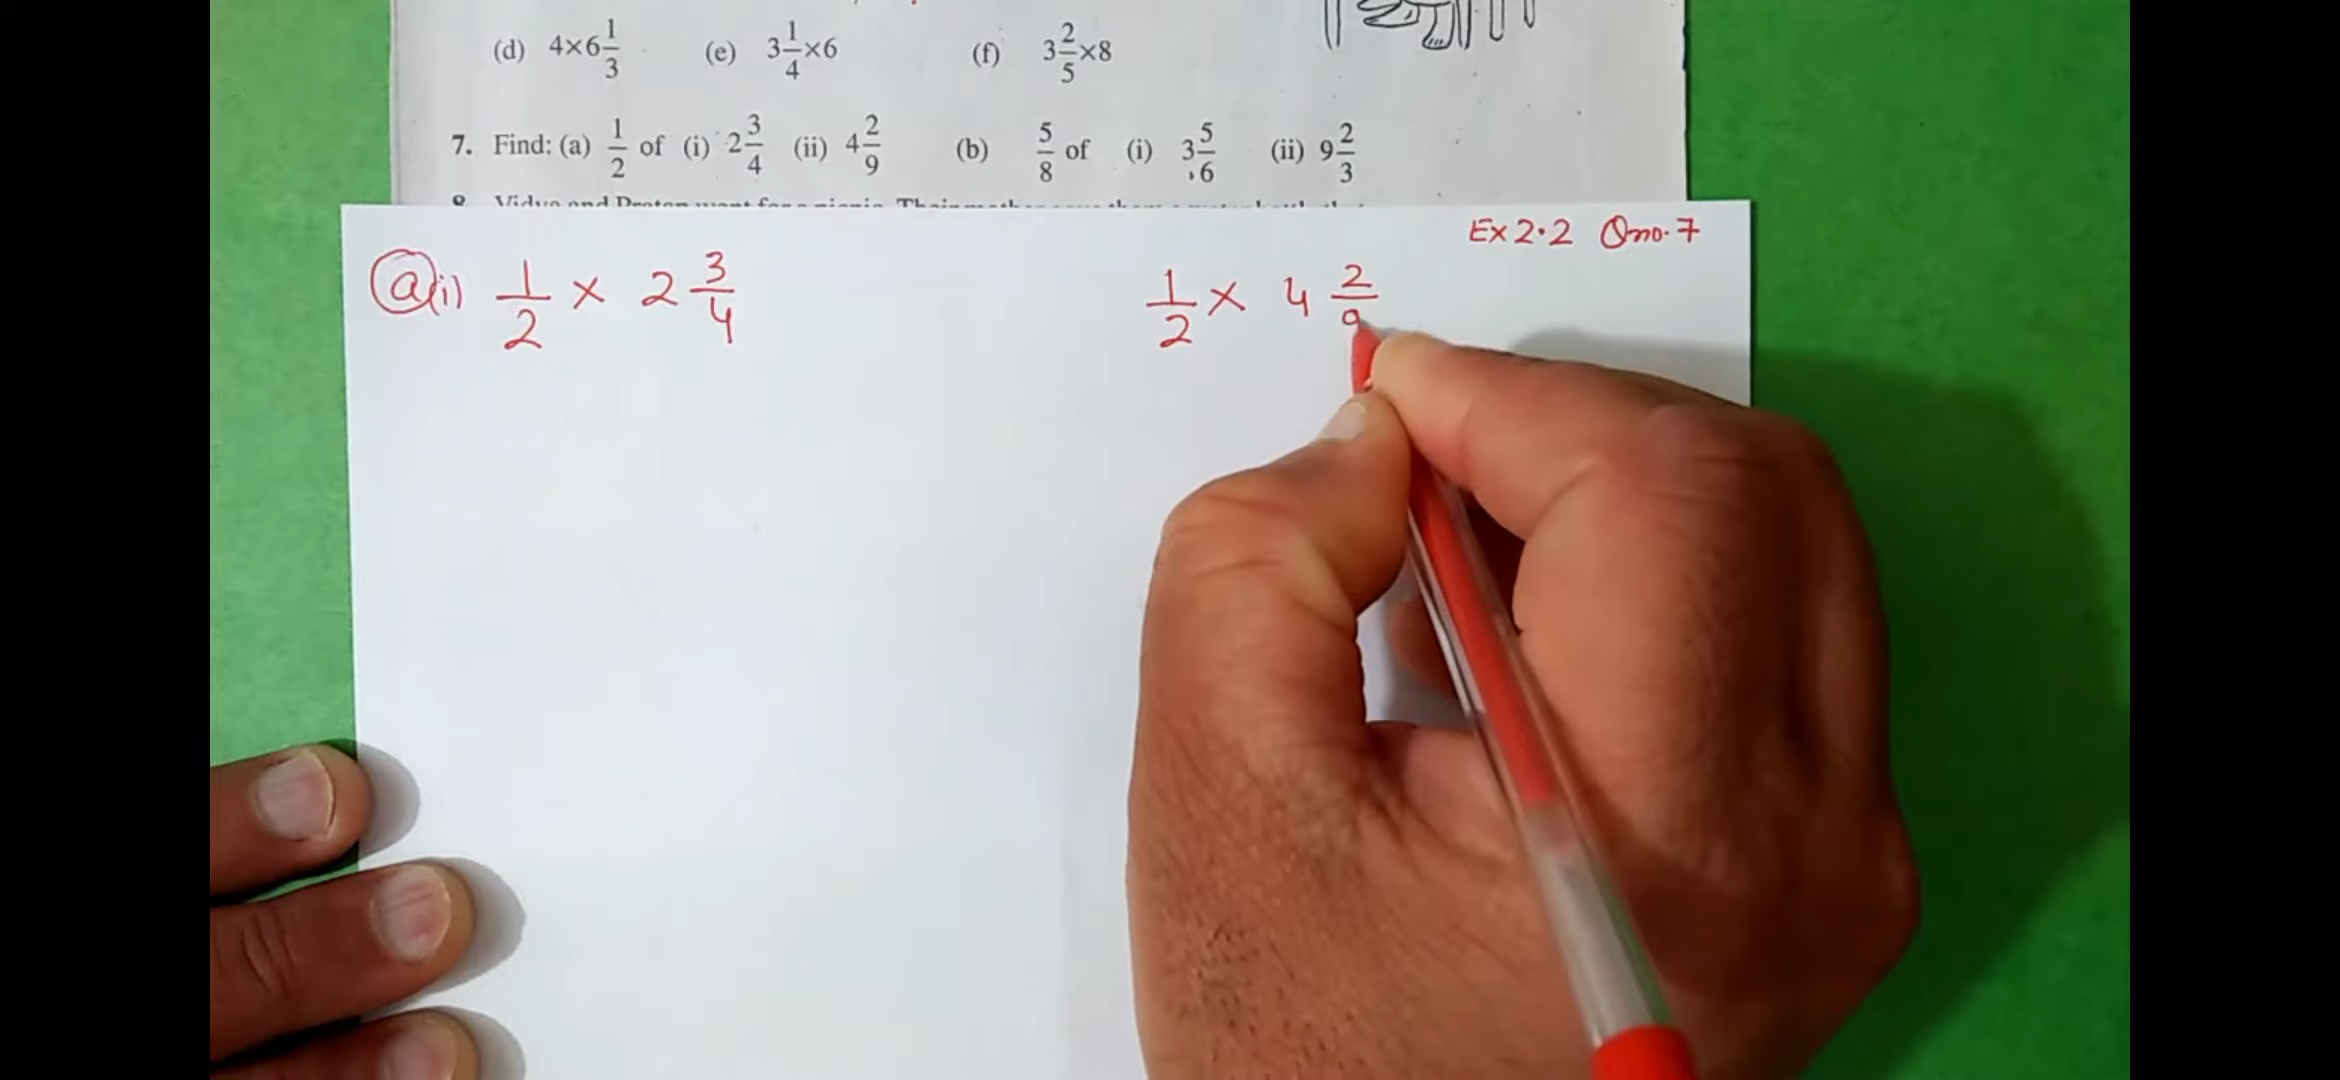 (d) 4×6 1/3 (e) 3 1/4 ×6 (f) 3 2/5 ×8
7. Find: (a) 1/2 of (i) 2 3/4 (ii) 4 2/9 (b) 5/8 of (i) 3 5/6 (ii) 9 2/3
Ex 2.2 Qno.7
a (i) 1/2 × 2 3/4
1/2 × 4 2/9